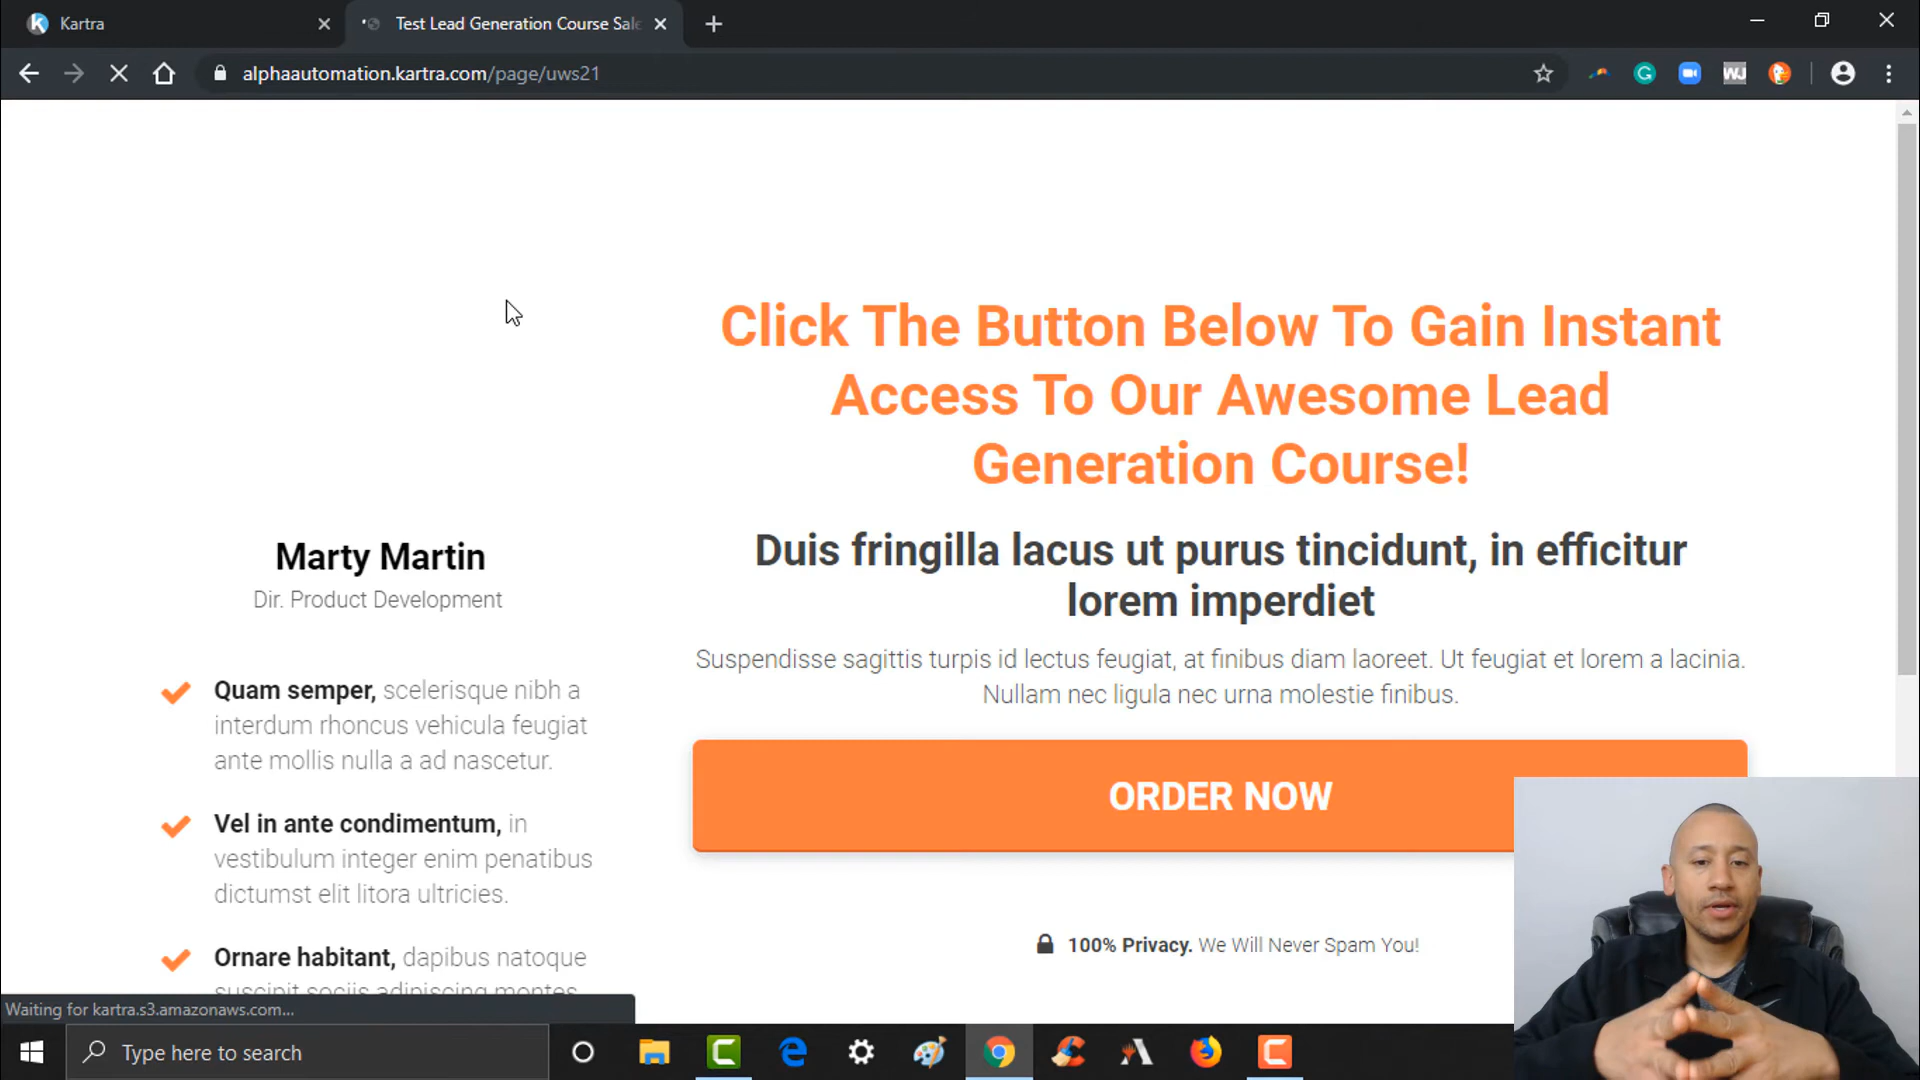 Kartra
Test Lead Generation Course Sal
alphaautomation.kartra.com/page/uws21
Click The Button Below To Gain Instant
Access To Our Awesome Lead
Generation Course!
Duis fringilla lacus ut purus tincidunt, in efficitur
lorem imperdiet
Suspendisse sagittis turpis id lectus feugiat, at finibus diam laoreet. Ut feugiat et lorem a lacinia.
Nullam nec ligula nec urna molestie finibus.
ORDER NOW
100% Privacy. We Will Never Spam You!
Marty Martin
Dir. Product Development
Quam semper, scelerisque nibh a
interdum rhoncus vehicula feugiat
ante mollis nulla a ad nascetur.
Vel in ante condimentum, in
vestibulum integer enim penatibus
dictumst elit litora ultricies.
Ornare habitant, dapibus natoque
suscipit sociis adipiscing montes
Waiting for kartra.s3.amazonaws.com...
Type here to search